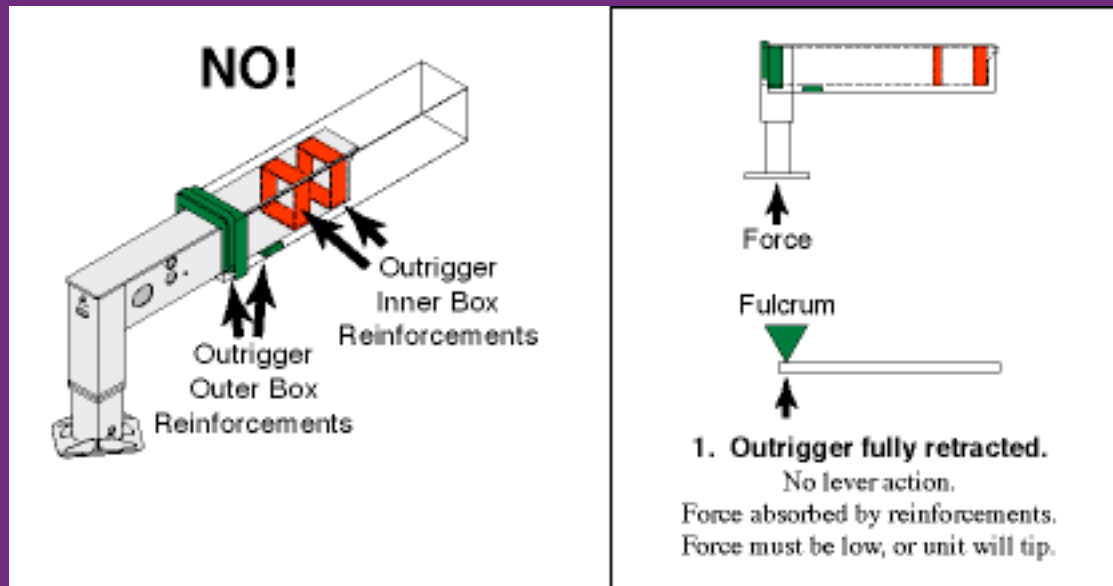 NO!
Outrigger
Inner Box
Reinforcements
Outrigger
Outer Box
Reinforcements
Force
Fulcrum
1. Outrigger fully retracted.
No lever action.
Force absorbed by reinforcements.
Force must be low, or unit will tip.